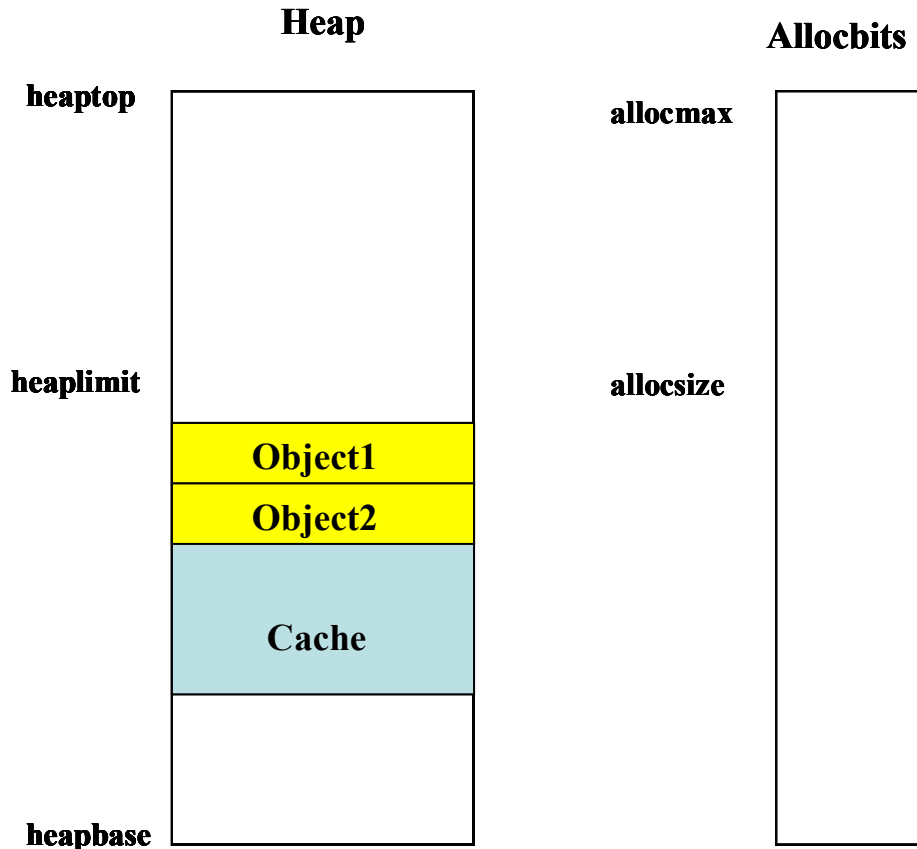 Heap
Allocbits
heaptop
allocmax
heaplimit
allocsize
Object1
Object2
Cache
heapbase